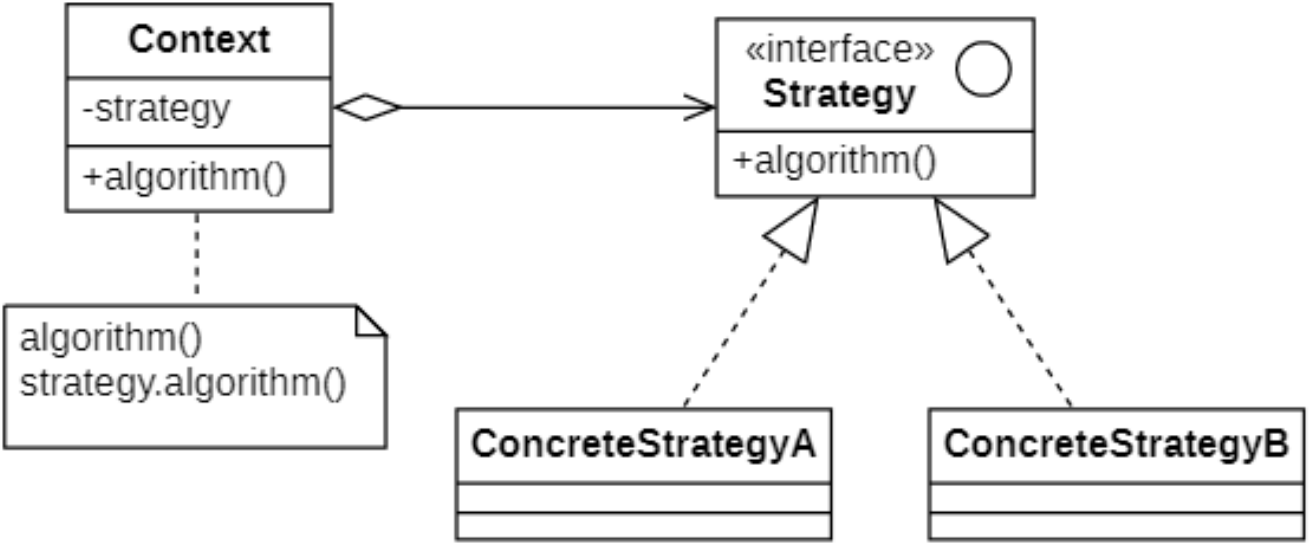 Context
-strategy
+algorithm()
«interface»
Strategy
+algorithm()
algorithm()
strategy.algorithm()
ConcreteStrategyA
ConcreteStrategyB